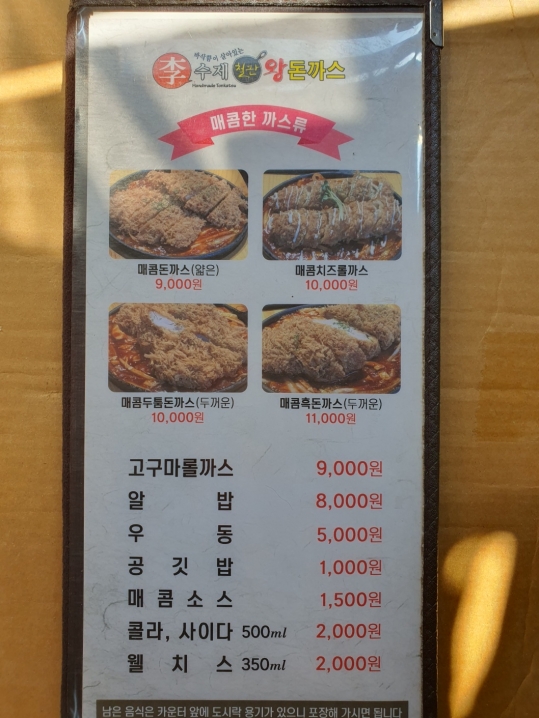 바삭함이 살아있는
李 수제 철판 왕돈까스
Handmade Tonkatsu
매콤한 까스류
매콤돈까스(얇은)
9,000원
매콤치즈롤까스
10,000원
매콤두툼돈까스(두꺼운)
10,000원
매콤흑돈까스(두꺼운)
11,000원
고구마롤까스 9,000원
알 밥 8,000원
우 동 5,000원
공 깃 밥 1,000원
매 콤 소 스 1,500원
콜라, 사이다 500ml 2,000원
웰 치 스 350ml 2,000원
남은 음식은 카운터 앞에 도시락 용기가 있으니 포장해 가시면 됩니다